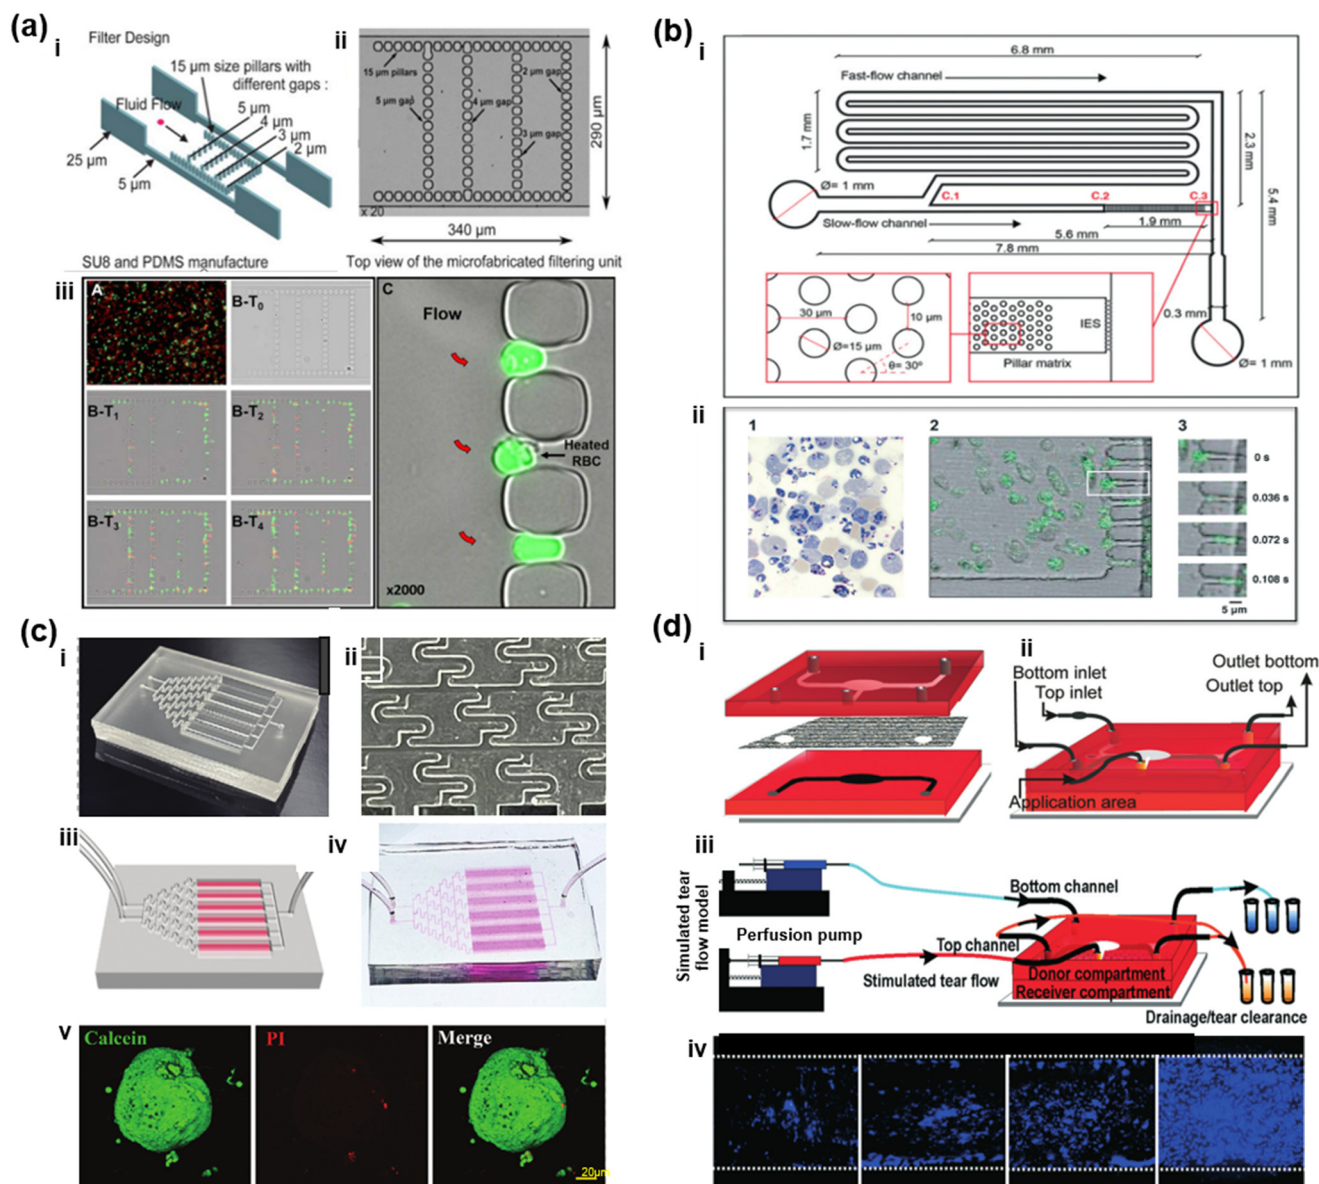 (a)
i
Filter Design
15 µm size pillars with
different gaps :
Fluid Flow
5 µm
4 µm
3 µm
2 µm
25 µm
5 µm
ii
15 µm pillars
2 µm gap
5 µm gap
4 µm gap
3 µm gap
290 µm
x 20
340 µm
SU8 and PDMS manufacture
Top view of the microfabricated filtering unit
iii
A
B-T0
B-T1
B-T2
B-T3
B-T4
C
Flow
Heated
RBC
x2000
(b)
i
6.8 mm
Fast-flow channel
1.7 mm
2.3 mm
5.4 mm
Ø= 1 mm
C.1
C.2
C.3
Slow-flow channel
1.9 mm
5.6 mm
7.8 mm
30 µm
10 µm
Ø=15 µm
θ= 30º
IES
Pillar matrix
0.3 mm
Ø= 1 mm
ii
1
2
3
0 s
0.036 s
0.072 s
0.108 s
5 µm
(c)
i
ii
iii
iv
v
Calcein
PI
Merge
20µm
(d)
i
ii
Bottom inlet
Top inlet
Outlet bottom
Outlet top
Application area
iii
Simulated tear
flow model
Bottom channel
Perfusion pump
Top channel
Stimulated tear flow
Donor compartment
Receiver compartment
Drainage/tear clearance
iv